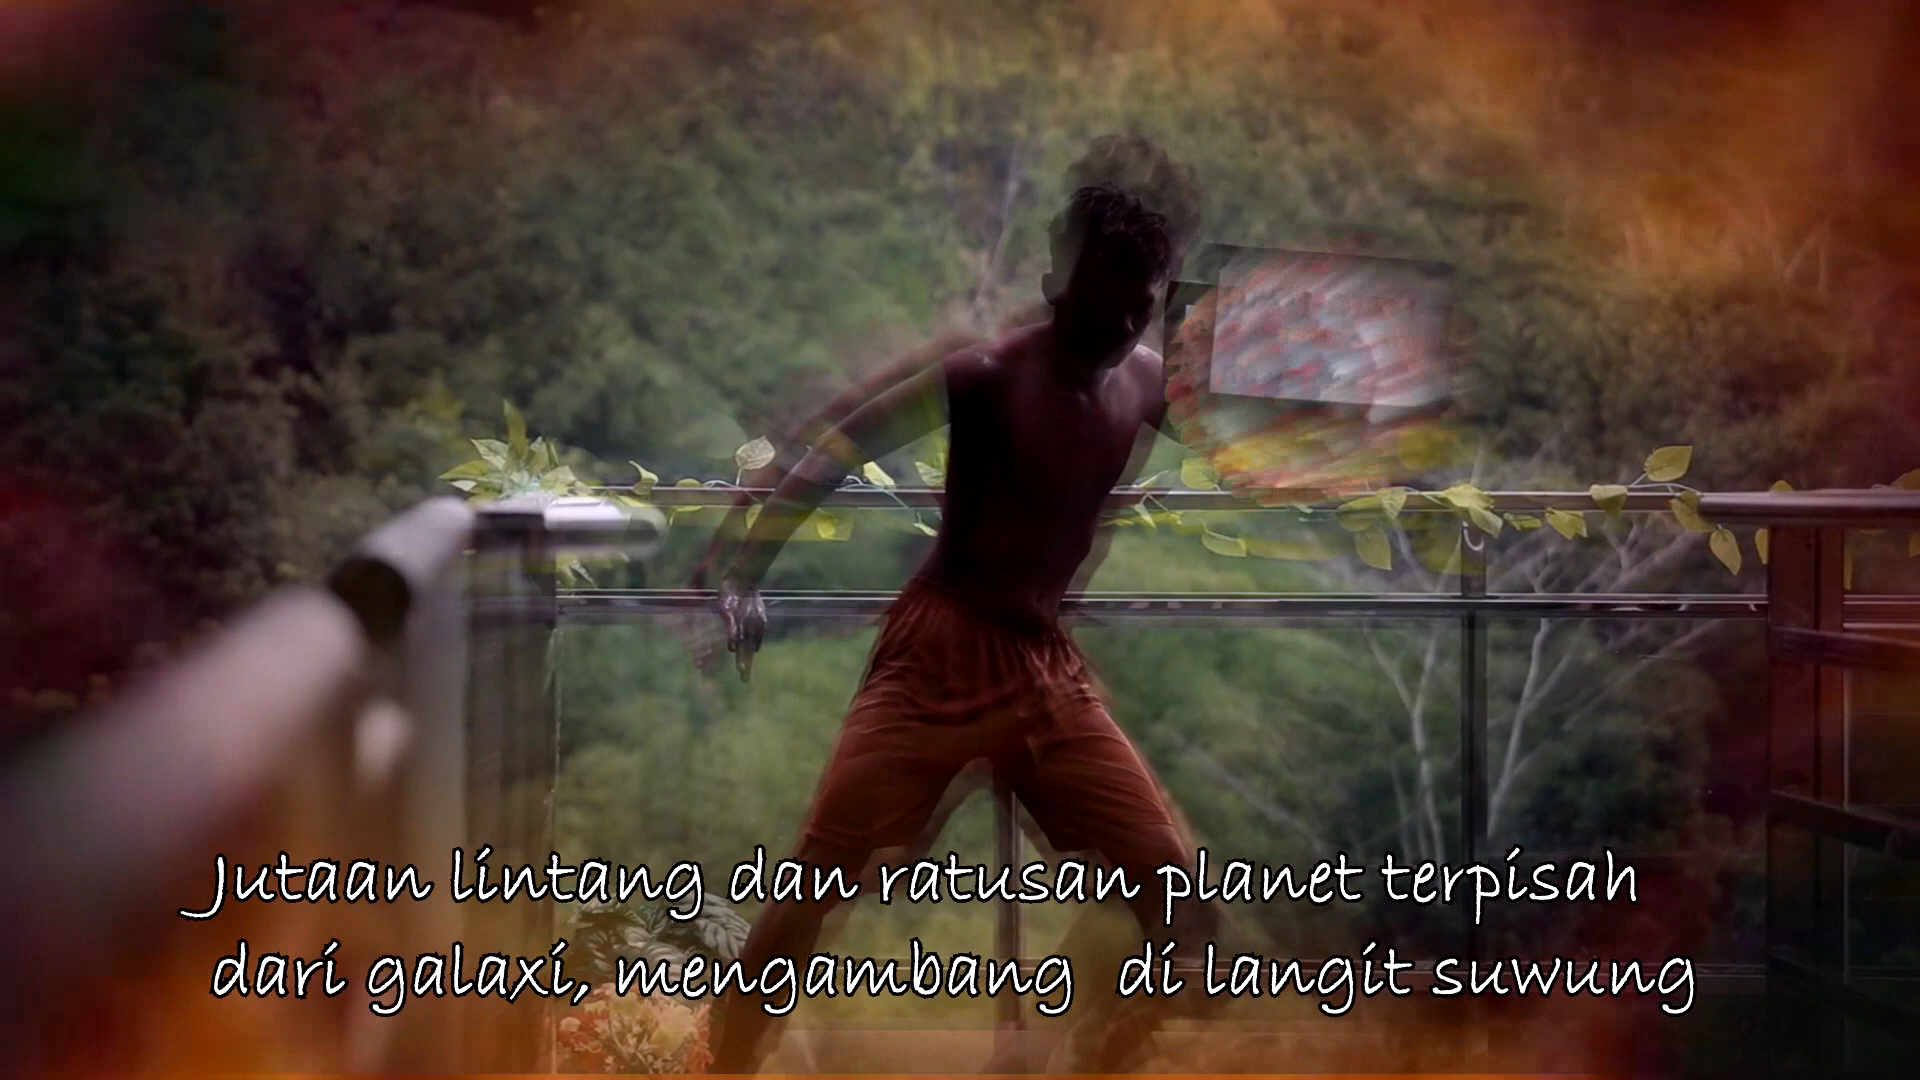 Jutaan lintang dan ratusan planet terpisah
dari galaxi, mengambang di langit suwung